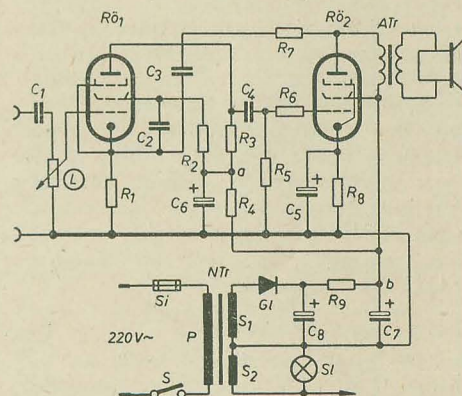 Rö₁
Rö₂
ATr
R₇
C₃
C₁
C₄
R₆
C₂
R₂
R₃
L
a
R₁
R₅
R₈
C₆
+
R₄
C₅
+
NTr
Si
Gl
R₉
b
220V~
P
S₁
+
C₈
+
C₇
S
S₂
Sl